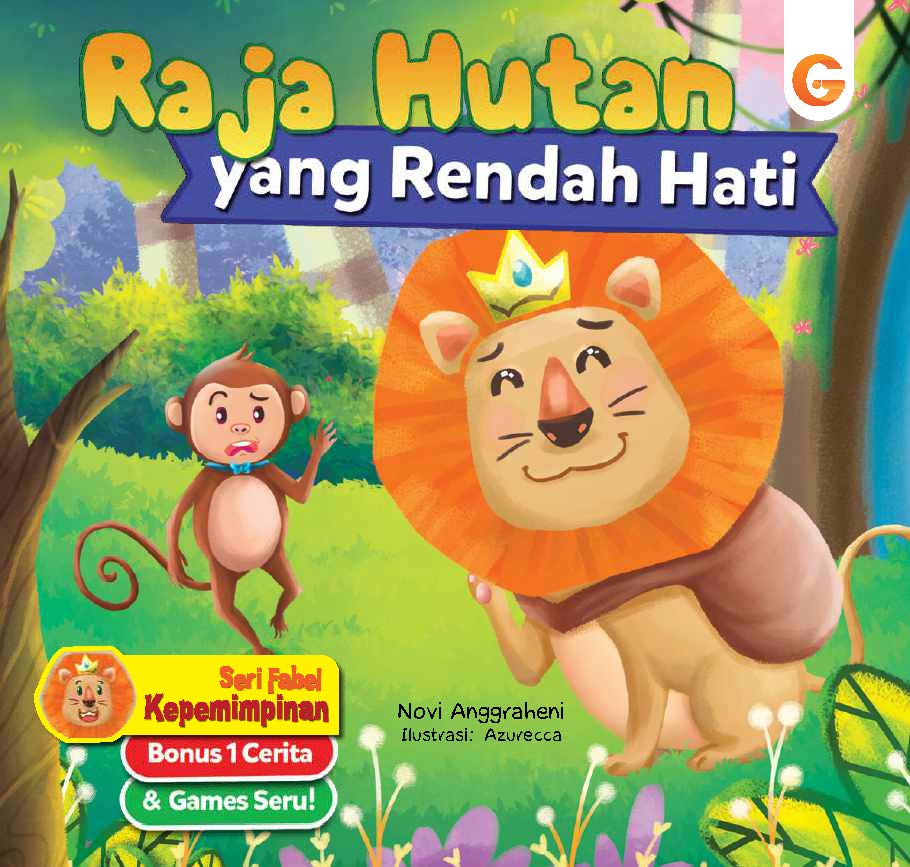 Raja Hutan
yang Rendah Hati
G
Seri Fabel
Kepemimpinan
Bonus 1 Cerita
& Games Seru!
Novi Anggraheni
Ilustrasi: Azurecca